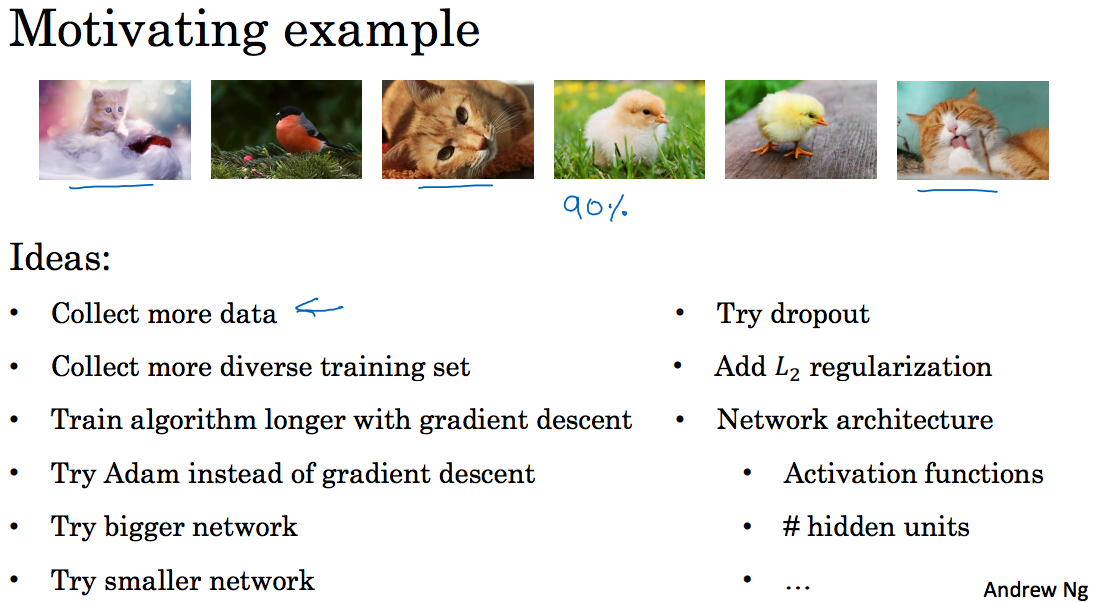 Motivating example
90%
Ideas:
• Collect more data ←
• Collect more diverse training set
• Train algorithm longer with gradient descent
• Try Adam instead of gradient descent
• Try bigger network
• Try smaller network
• Try dropout
• Add L₂ regularization
• Network architecture
• Activation functions
• # hidden units
• ...
Andrew Ng